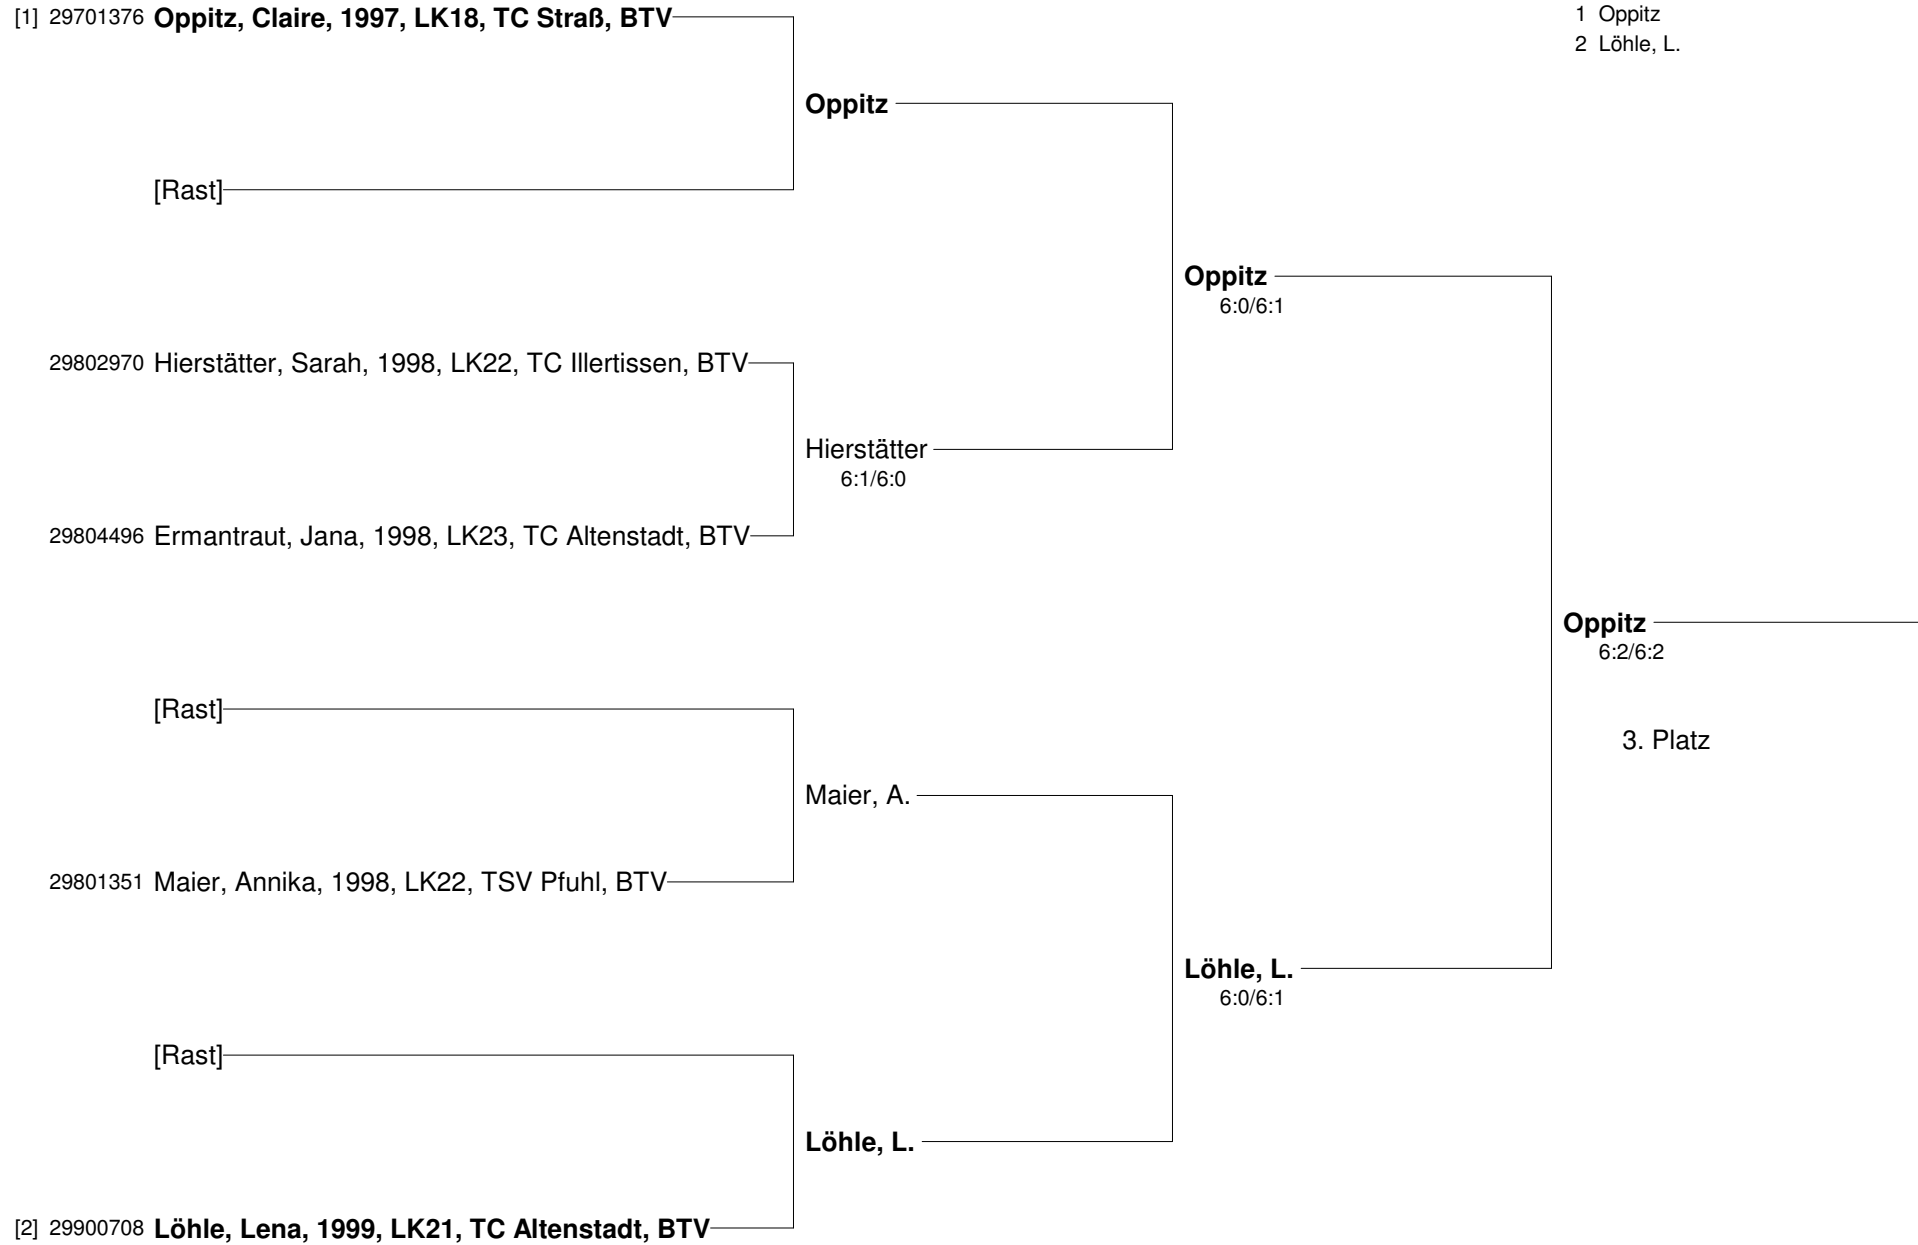 [1] 29701376 Oppitz, Claire, 1997, LK18, TC Straß, BTV
1 Oppitz
2 Löhle, L.
Oppitz
[Rast]
Oppitz
6:0/6:1
29802970 Hierstätter, Sarah, 1998, LK22, TC Illertissen, BTV
Hierstätter
6:1/6:0
29804496 Ermantraut, Jana, 1998, LK23, TC Altenstadt, BTV
Oppitz
6:2/6:2
[Rast]
3. Platz
Maier, A.
29801351 Maier, Annika, 1998, LK22, TSV Pfuhl, BTV
Löhle, L.
6:0/6:1
[Rast]
Löhle, L.
[2] 29900708 Löhle, Lena, 1999, LK21, TC Altenstadt, BTV